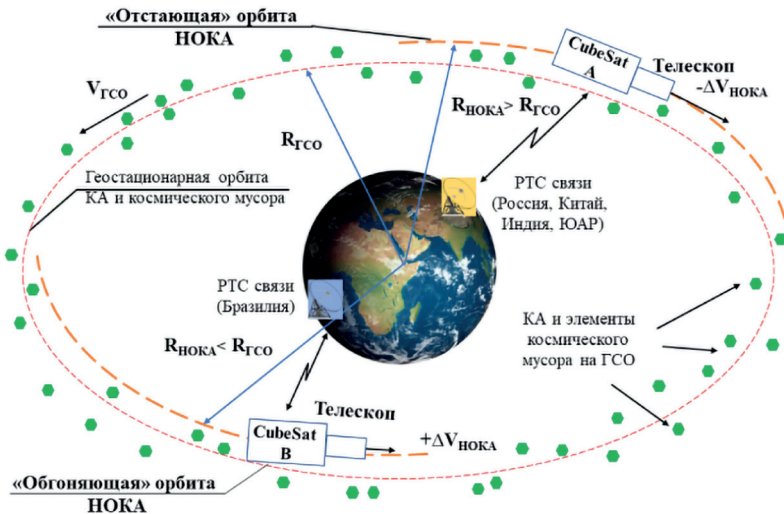 «Отстающая» орбита
НОКА
CubeSat
A
Телескоп
-ΔVНОКА
VГСО
RНОКА> RГСО
RГСО
Геостационарная орбита
КА и космического мусора
РТС связи
(Россия, Китай,
Индия, ЮАР)
РТС связи
(Бразилия)
RНОКА< RГСО
КА и элементы
космического
мусора на ГСО
Телескоп
CubeSat
B
+ΔVНОКА
«Обгоняющая» орбита
НОКА